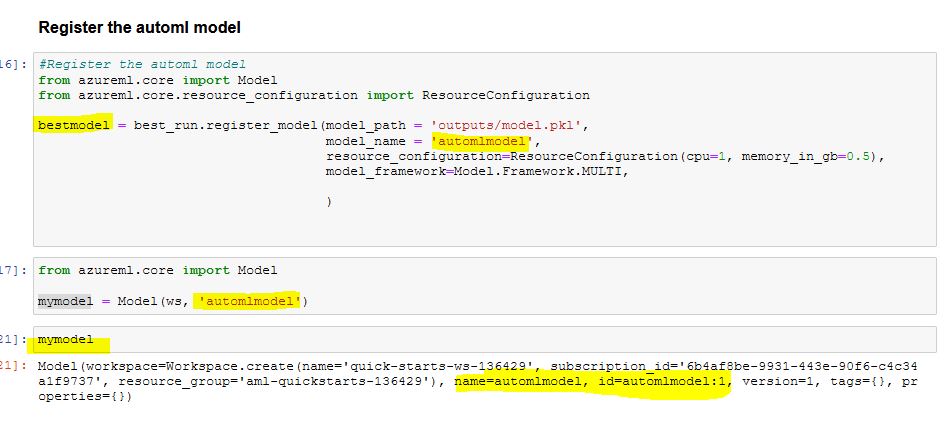 Register the automl model
16]: #Register the automl model
from azureml.core import Model
from azureml.core.resource_configuration import ResourceConfiguration
bestmodel = best_run.register_model(model_path = 'outputs/model.pkl',
model_name = 'automlmodel',
resource_configuration=ResourceConfiguration(cpu=1, memory_in_gb=0.5),
model_framework=Model.Framework.MULTI,
)
17]: from azureml.core import Model
mymodel = Model(ws, 'automlmodel')
21]: mymodel
21]: Model(workspace=Workspace.create(name='quick-starts-ws-136429', subscription_id='6b4af8be-9931-443e-90f6-c4c34
a1f9737', resource_group='aml-quickstarts-136429'), name=automlmodel, id=automlmodel:1, version=1, tags={}, pr
operties={})